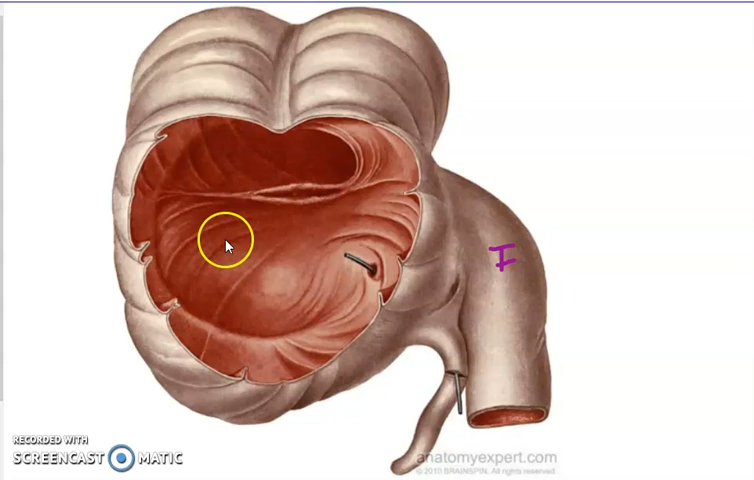 I
RECORDED WITH
SCREENCAST MATIC
anatomyexpert.com
© 2010 BRAINSPIN. All rights reserved.